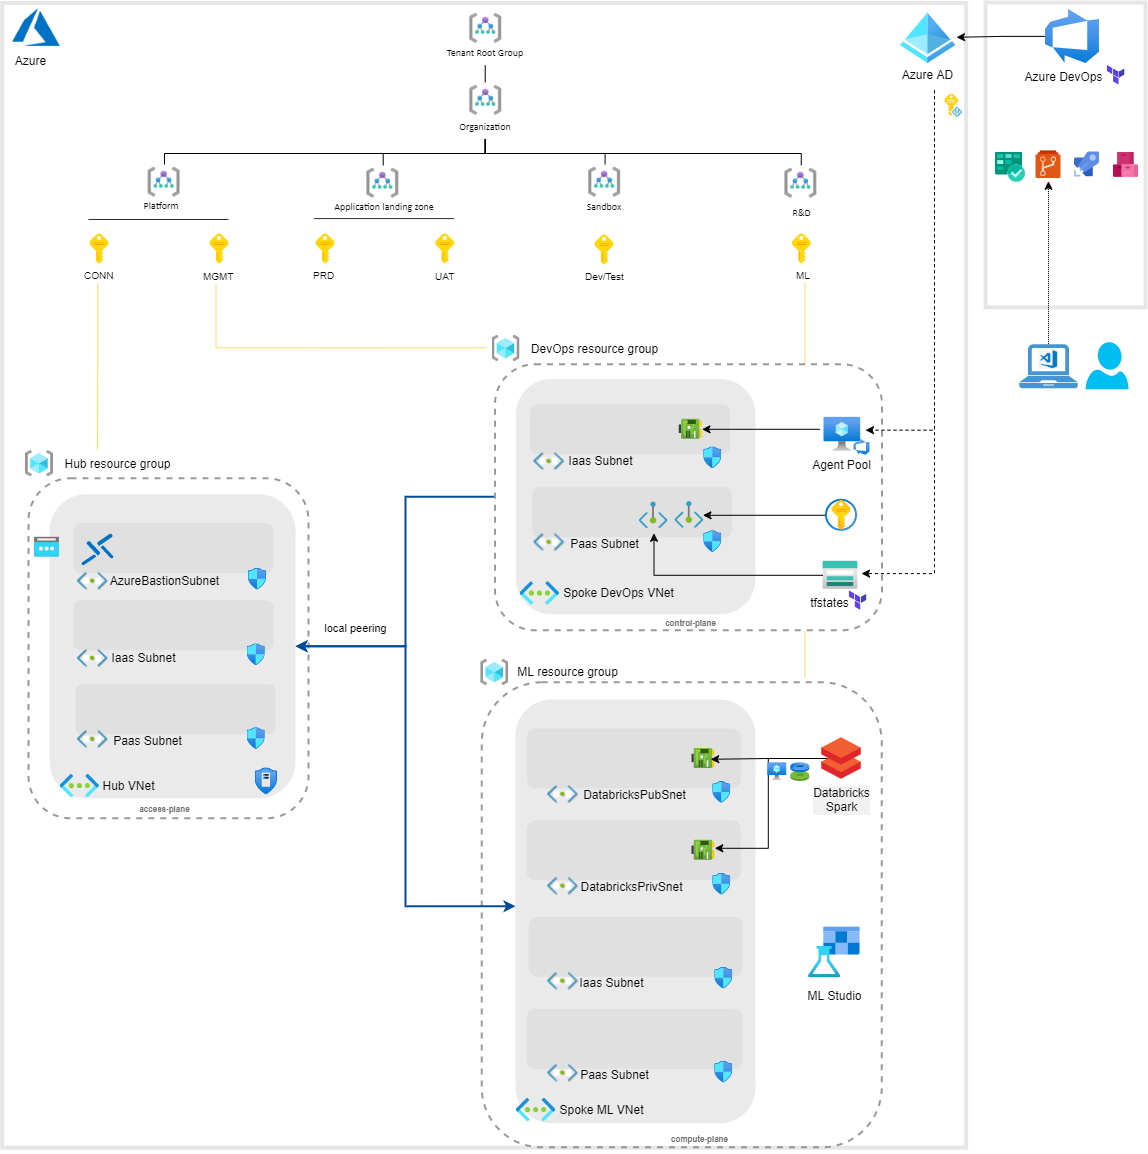 Azure
Tenant Root Group
Azure AD
Azure DevOps
Organization
Platform
Application landing zone
Sandbox
R&D
CONN
MGMT
PRD
UAT
Dev/Test
ML
DevOps resource group
Iaas Subnet
Agent Pool
Hub resource group
Paas Subnet
AzureBastionSubnet
Spoke DevOps VNet
tfstates
control-plane
local peering
Iaas Subnet
ML resource group
Paas Subnet
Hub VNet
access-plane
DatabricksPubSnet
Databricks
Spark
DatabricksPrivSnet
Iaas Subnet
ML Studio
Paas Subnet
Spoke ML VNet
compute-plane